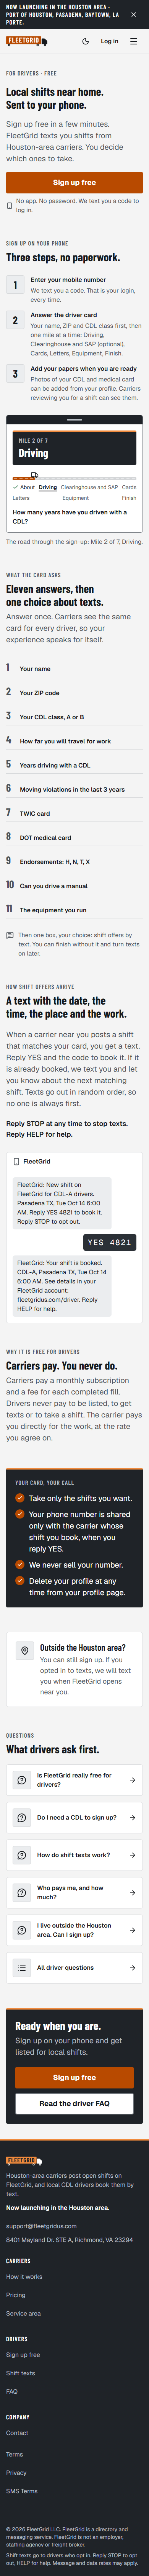 NOW LAUNCHING IN THE HOUSTON AREA ·
PORT OF HOUSTON, PASADENA, BAYTOWN, LA
PORTE.
FLEETGRID
Log in
FOR DRIVERS · FREE
Local shifts near home.
Sent to your phone.
Sign up free in a few minutes.
FleetGrid texts you shifts from
Houston-area carriers. You decide
which ones to take.
Sign up free
No app. No password. We text you a code to
log in.
SIGN UP ON YOUR PHONE
Three steps, no paperwork.
1
Enter your mobile number
We text you a code. That is your login,
every time.
2
Answer the driver card
Your name, ZIP and CDL class first, then
one mile at a time: Driving,
Clearinghouse and SAP (optional),
Cards, Letters, Equipment, Finish.
3
Add your papers when you are ready
Photos of your CDL and medical card
can be added from your profile. Carriers
reviewing you for a shift can see them.
MILE 2 OF 7
Driving
About Driving Clearinghouse and SAP Cards
Letters Equipment Finish
How many years have you driven with a
CDL?
The road through the sign-up: Mile 2 of 7, Driving.
WHAT THE CARD ASKS
Eleven answers, then
one choice about texts.
Answer once. Carriers see the same
card for every driver, so your
experience speaks for itself.
1 Your name
2 Your ZIP code
3 Your CDL class, A or B
4 How far you will travel for work
5 Years driving with a CDL
6 Moving violations in the last 3 years
7 TWIC card
8 DOT medical card
9 Endorsements: H, N, T, X
10 Can you drive a manual
11 The equipment you run
Then one box, your choice: shift offers by
text. You can finish without it and turn texts
on later.
HOW SHIFT OFFERS ARRIVE
A text with the date, the
time, the place and the work.
When a carrier near you posts a shift
that matches your card, you get a text.
Reply YES and the code to book it. If it
is already booked, we text you and let
you know about the next matching
shift. Texts go out in random order, so
no one is always first.
Reply STOP at any time to stop texts.
Reply HELP for help.
FleetGrid
FleetGrid: New shift on
FleetGrid for CDL-A drivers.
Pasadena TX, Tue Oct 14 6:00
AM. Reply YES 4821 to book it.
Reply STOP to opt out.
YES 4821
FleetGrid: Your shift is booked.
CDL-A, Pasadena TX, Tue Oct 14
6:00 AM. See details in your
FleetGrid account:
fleetgridus.com/driver. Reply
HELP for help.
WHY IT IS FREE FOR DRIVERS
Carriers pay. You never do.
Carriers pay a monthly subscription
and a fee for each completed fill.
Drivers never pay to be listed, to get
texts or to take a shift. The carrier pays
you directly for the work, at the rate
you agree on.
YOUR CARD, YOUR CALL
Take only the shifts you want.
Your phone number is shared
only with the carrier whose
shift you book, when you
reply YES.
We never sell your number.
Delete your profile at any
time from your profile page.
Outside the Houston area?
You can still sign up. If you
opted in to texts, we will text
you when FleetGrid opens
near you.
QUESTIONS
What drivers ask first.
Is FleetGrid really free for
drivers?
Do I need a CDL to sign up?
How do shift texts work?
Who pays me, and how
much?
I live outside the Houston
area. Can I sign up?
All driver questions
Ready when you are.
Sign up on your phone and get
listed for local shifts.
Sign up free
Read the driver FAQ
FLEETGRID
Houston-area carriers post open shifts on
FleetGrid, and local CDL drivers book them by
text.
Now launching in the Houston area.
support@fleetgridus.com
8401 Mayland Dr. STE A, Richmond, VA 23294
CARRIERS
How it works
Pricing
Service area
DRIVERS
Sign up free
Shift texts
FAQ
COMPANY
Contact
Terms
Privacy
SMS Terms
© 2026 FleetGrid LLC. FleetGrid is a directory and
messaging service. FleetGrid is not an employer,
staffing agency or freight broker.
Shift texts go to drivers who opt in. Reply STOP to opt
out, HELP for help. Message and data rates may apply.